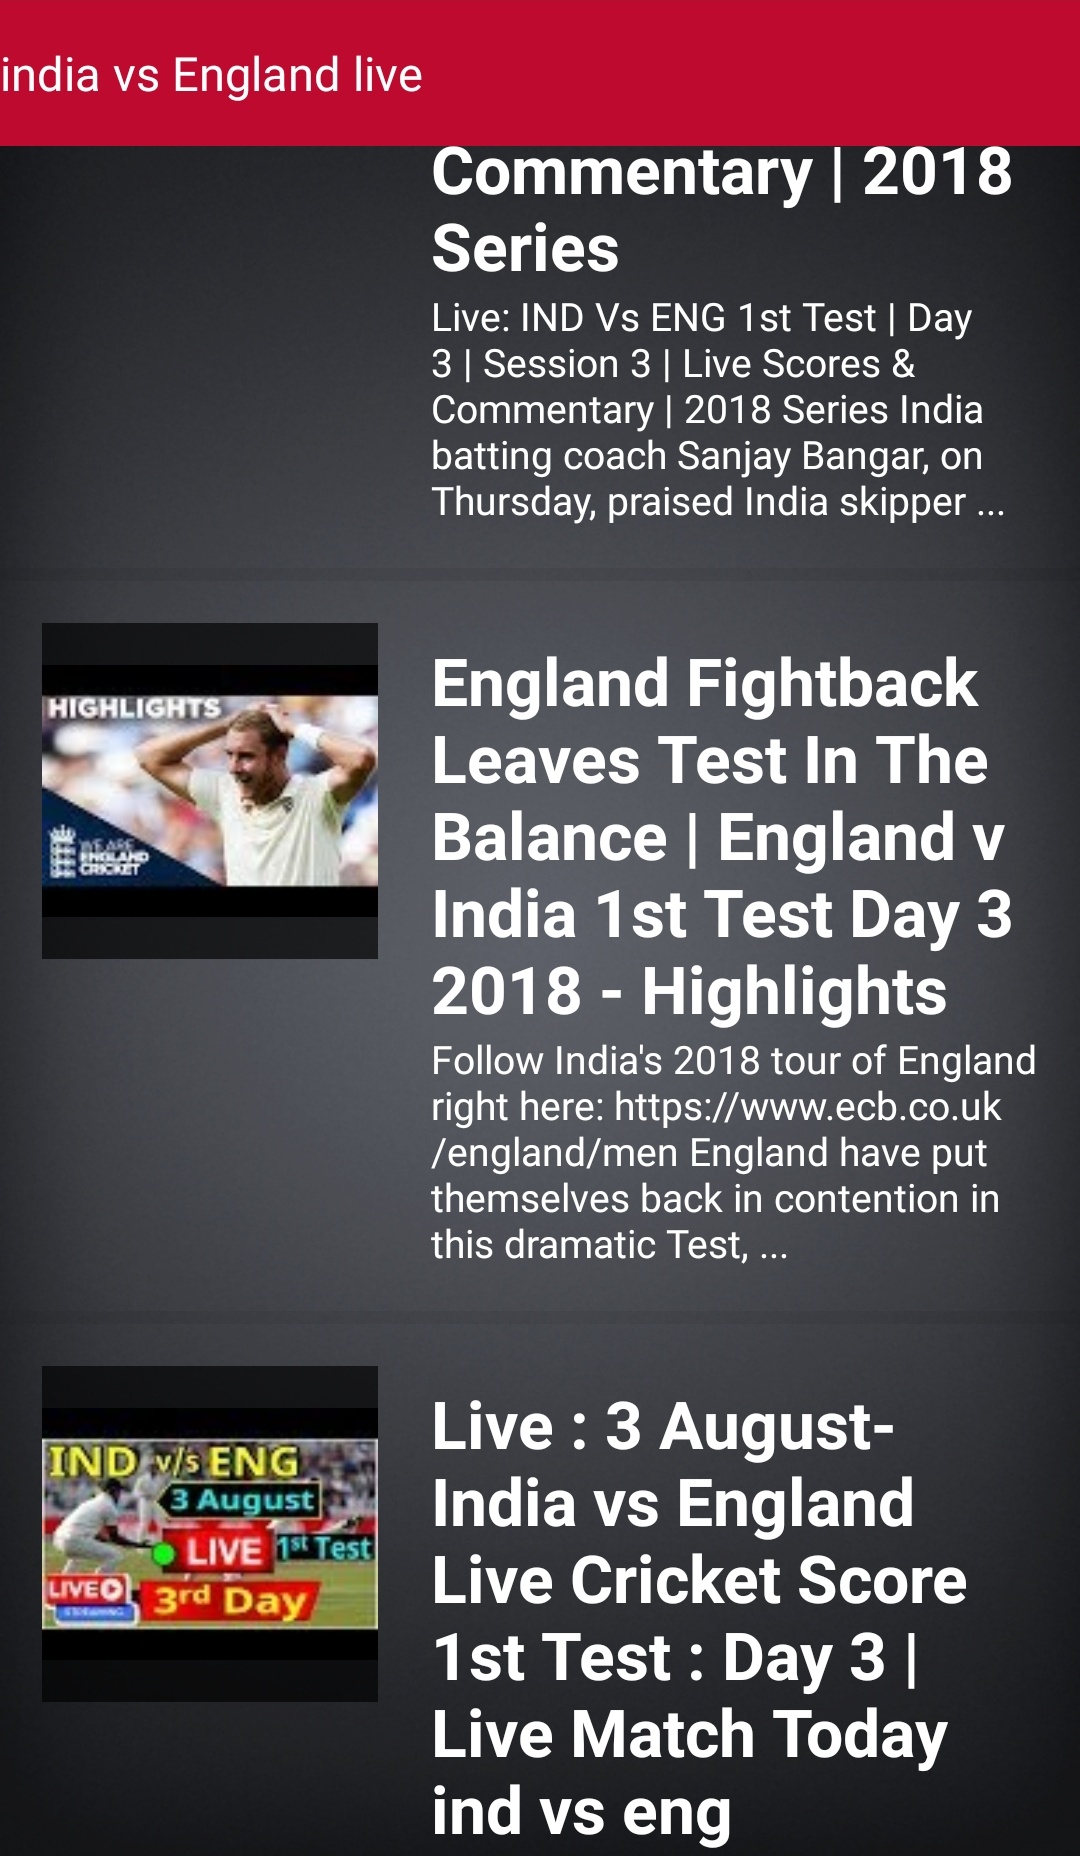 india vs England live
Commentary | 2018
Series
Live: IND Vs ENG 1st Test | Day
3 | Session 3 | Live Scores &
Commentary | 2018 Series India
batting coach Sanjay Bangar, on
Thursday, praised India skipper ...
HIGHLIGHTS
WE ARE
ENGLAND
CRICKET
England Fightback
Leaves Test In The
Balance | England v
India 1st Test Day 3
2018 - Highlights
Follow India's 2018 tour of England
right here: https://www.ecb.co.uk
/england/men England have put
themselves back in contention in
this dramatic Test, ...
IND v/s ENG
3 August
LIVE 1st Test
LIVE
STREAMING
3rd Day
Live : 3 August-
India vs England
Live Cricket Score
1st Test : Day 3 |
Live Match Today
ind vs eng